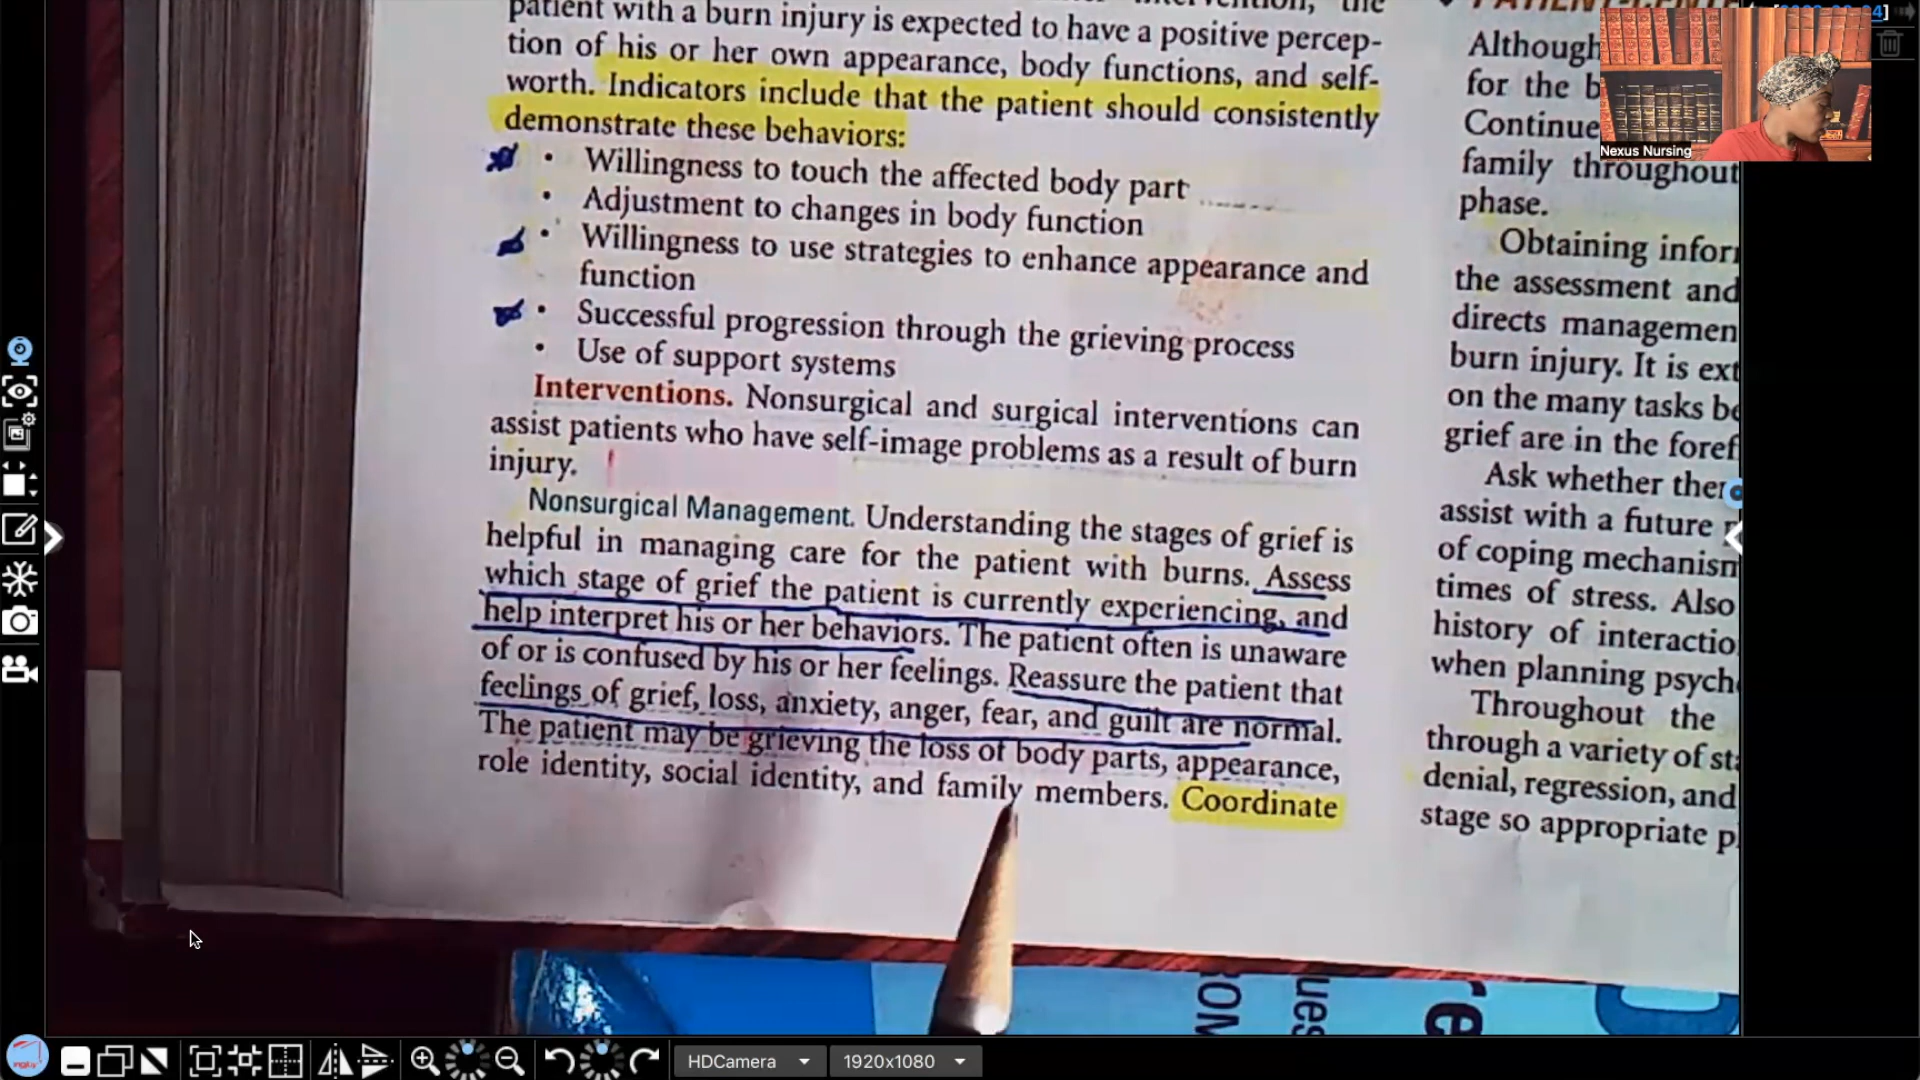 patient with a burn injury is expected to have a positive percep-
tion of his or her own appearance, body functions, and self-
worth. Indicators include that the patient should consistently
demonstrate these behaviors:
• Willingness to touch the affected body part
• Adjustment to changes in body function
• Willingness to use strategies to enhance appearance and
function
• Successful progression through the grieving process
• Use of support systems
Interventions. Nonsurgical and surgical interventions can
assist patients who have self-image problems as a result of burn
injury.
Nonsurgical Management. Understanding the stages of grief is
helpful in managing care for the patient with burns. Assess
which stage of grief the patient is currently experiencing, and
help interpret his or her behaviors. The patient often is unaware
of or is confused by his or her feelings. Reassure the patient that
feelings of grief, loss, anxiety, anger, fear, and guilt are normal.
The patient may be grieving the loss of body parts, appearance,
role identity, social identity, and family members. Coordinate
Although
for the b
Continue
family throughout
phase.
Obtaining infor
the assessment and
directs managemen
burn injury. It is ext
on the many tasks be
grief are in the foref
Ask whether ther
assist with a future
of coping mechanism
times of stress. Also
history of interactio
when planning psych
Throughout the
through a variety of sta
denial, regression, and
stage so appropriate p
Nexus Nursing
HDCamera
1920x1080